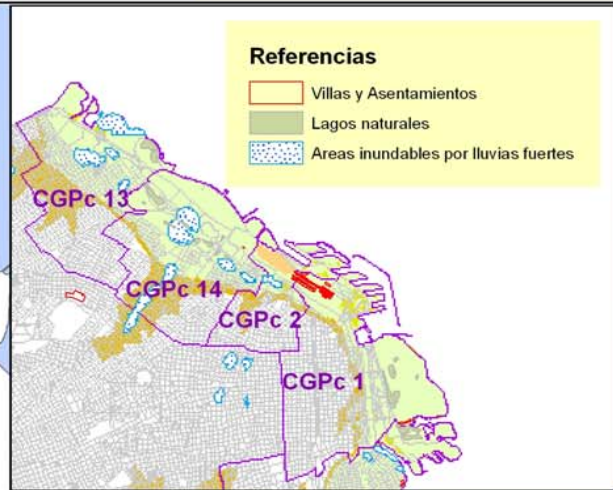 Referencias
Villas y Asentamientos
Lagos naturales
Areas inundables por lluvias fuertes
CGPc 13
CGPc 14
CGPc 2
CGPc 1